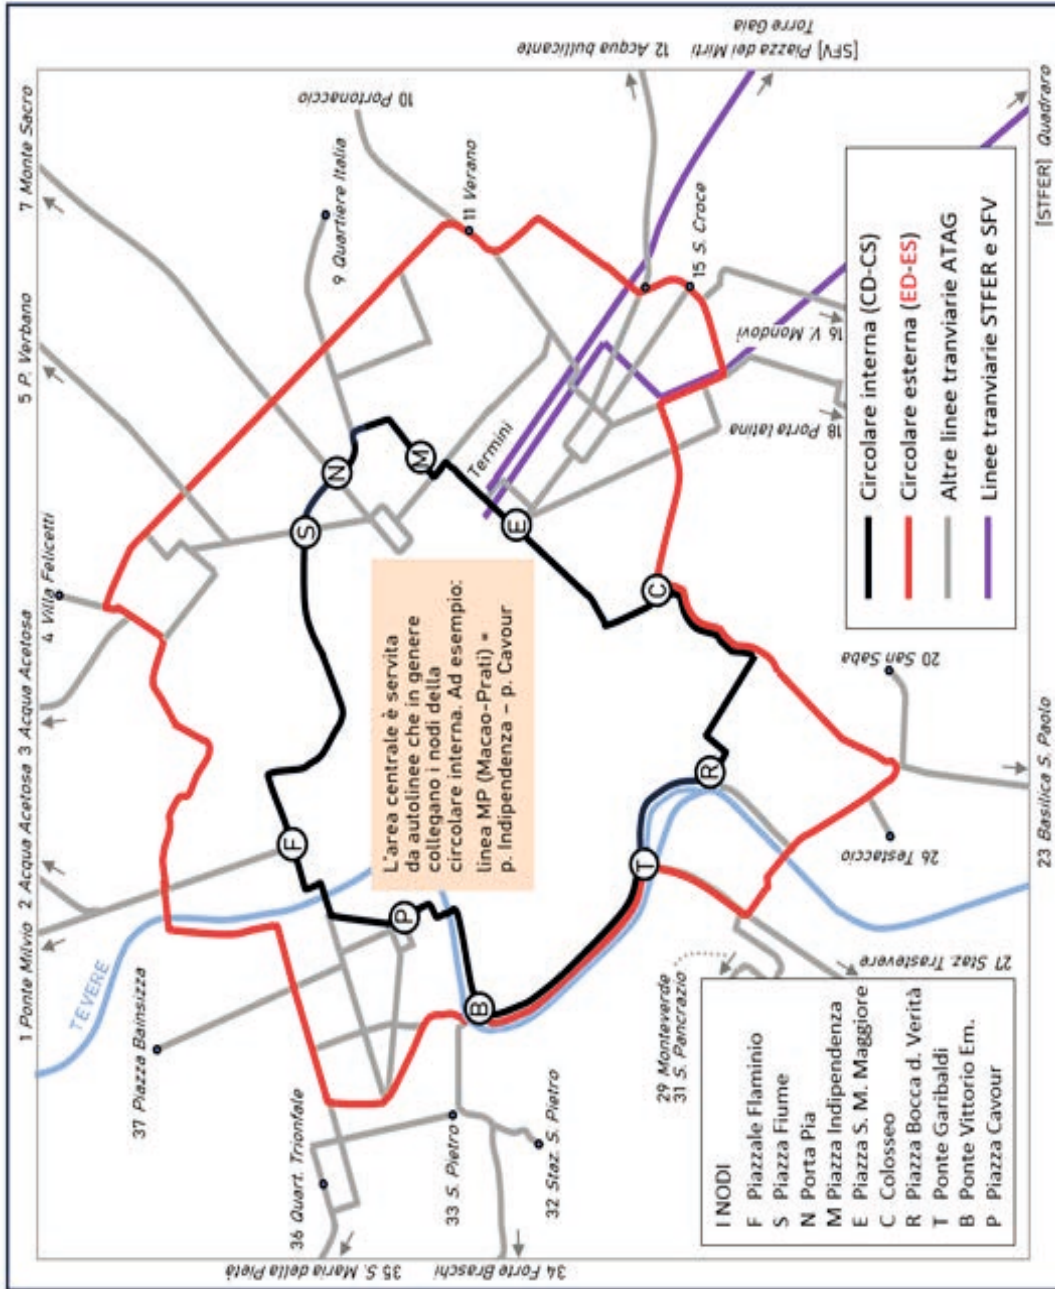 1 Ponte Milvio
2 Acqua Acetosa
3 Acqua Acetosa
4 Villa Felicetti
5 P. Verbano
7 Monte Sacro
9 Quartiere Italia
10 Portonaccio
11 Verano
12 Acqua bullicante
[SFV] Piazza dei Mirti
Torre Gaia
15 S. Croce
16 V. Mondovì
18 Porta latina
[STFER] Quadraro
20 San Saba
23 Basilica S. Paolo
26 Testaccio
27 Staz. Trastevere
29 Monteverde
31 S. Pancrazio
32 Staz. S. Pietro
33 S. Pietro
34 Forte Braschi
35 S. Maria della Pietà
36 Quart. Trionfale
37 Piazza Bainsizza
TEVERE
Termini
F
S
N
M
E
C
R
T
B
P
L'area centrale è servita
da autolinee che in genere
collegano i nodi della
circolare interna. Ad esempio:
linea MP (Macao-Prati) =
p. Indipendenza – p. Cavour
I NODI
F Piazzale Flaminio
S Piazza Fiume
N Porta Pia
M Piazza Indipendenza
E Piazza S. M. Maggiore
C Colosseo
R Piazza Bocca d. Verità
T Ponte Garibaldi
B Ponte Vittorio Em.
P Piazza Cavour
Circolare interna (CD-CS)
Circolare esterna (ED-ES)
Altre linee tranviarie ATAG
Linee tranviarie STFER e SFV